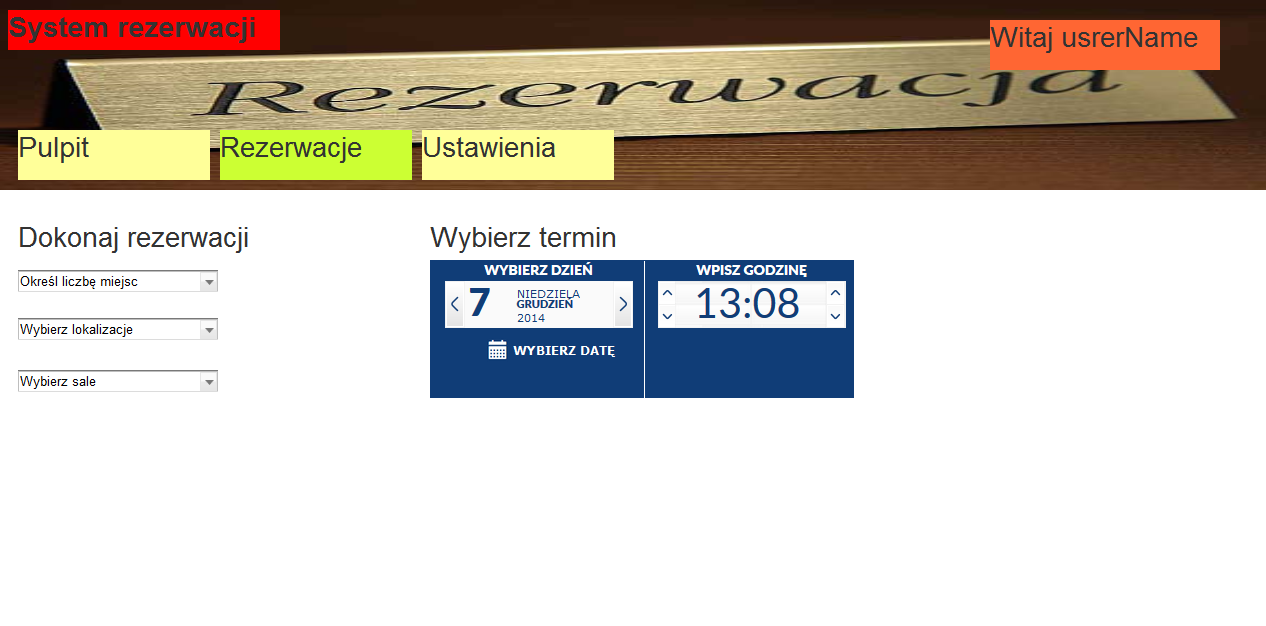 System rezerwacji
Witaj usrerName
Rezerwacja
Pulpit
Rezerwacje
Ustawienia
Dokonaj rezerwacji
Określ liczbę miejsc
Wybierz lokalizacje
Wybierz sale
Wybierz termin
WYBIERZ DZIEŃ
7
NIEDZIELA
GRUDZIEŃ
2014
WYBIERZ DATĘ
WPISZ GODZINĘ
13:08